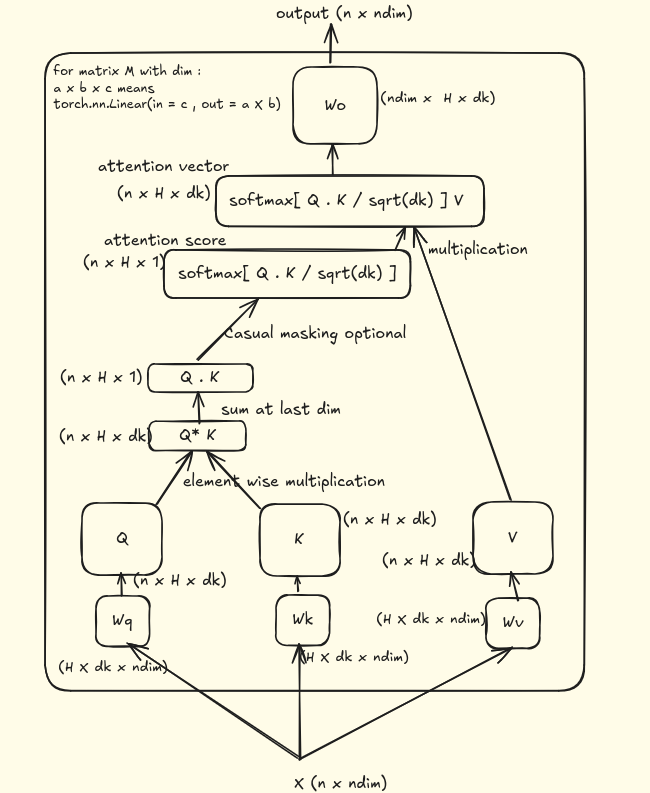 output (n x ndim)
for matrix M with dim :
a x b x c means
torch.nn.Linear(in = c , out = a X b)
Wo
(ndim x H x dk)
attention vector
(n x H x dk)
softmax[ Q . K / sqrt(dk) ] V
attention score
(n x H x 1)
softmax[ Q . K / sqrt(dk) ]
multiplication
Casual masking optional
(n x H x 1)
Q . K
sum at last dim
(n x H x dk)
Q* K
element wise multiplication
Q
K
(n x H x dk)
V
(n x H x dk)
(n x H x dk)
Wq
Wk
(H X dk x ndim)
Wv
(H X dk x ndim)
(H X dk x ndim)
X (n x ndim)